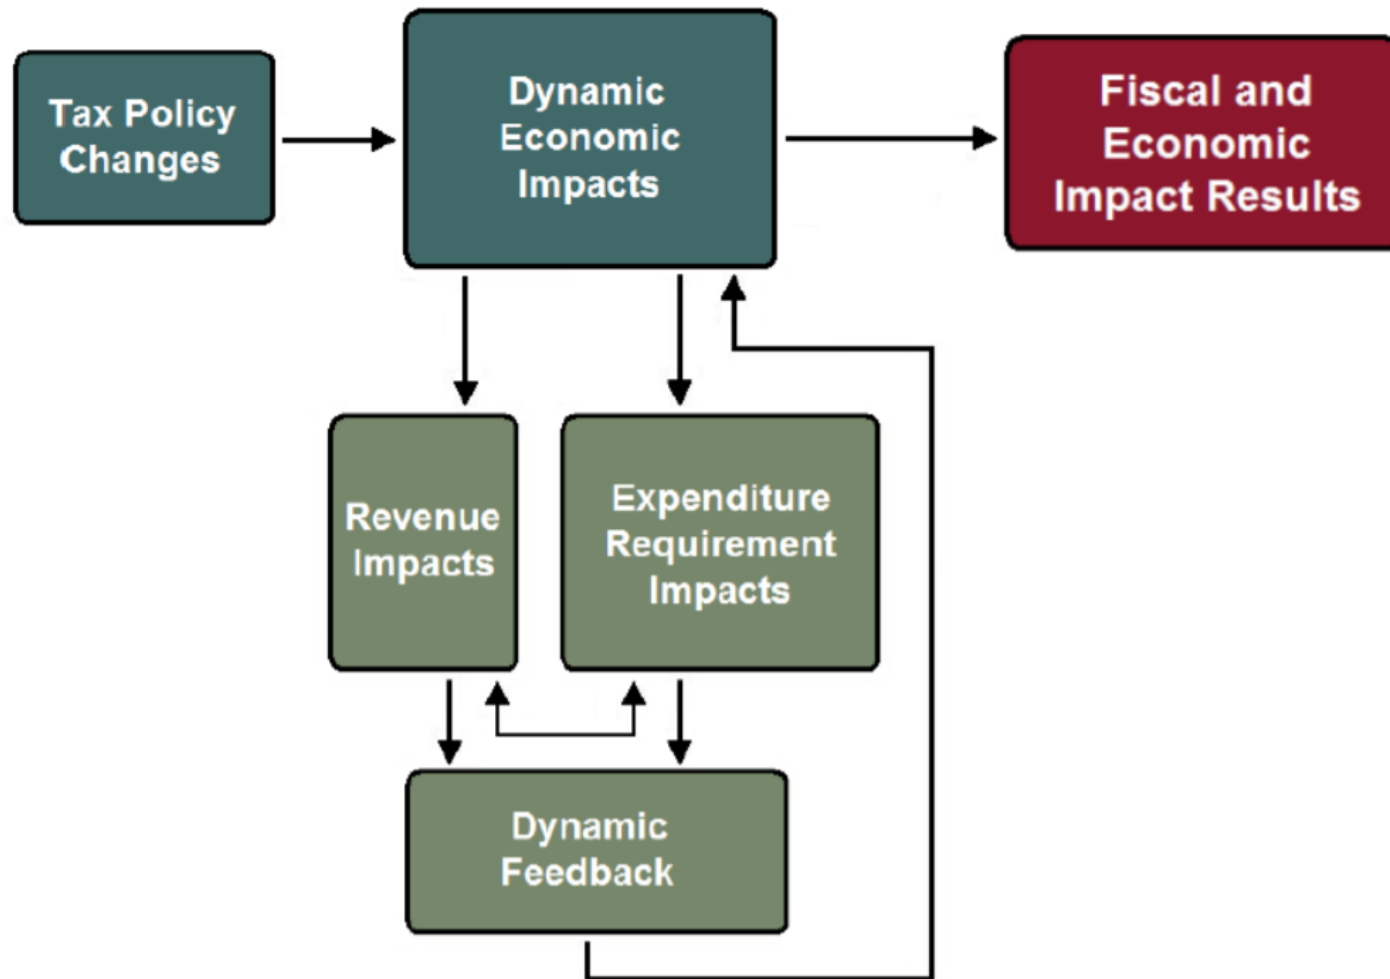 Tax Policy
Changes
Dynamic
Economic
Impacts
Fiscal and
Economic
Impact Results
Revenue
Impacts
Expenditure
Requirement
Impacts
Dynamic
Feedback